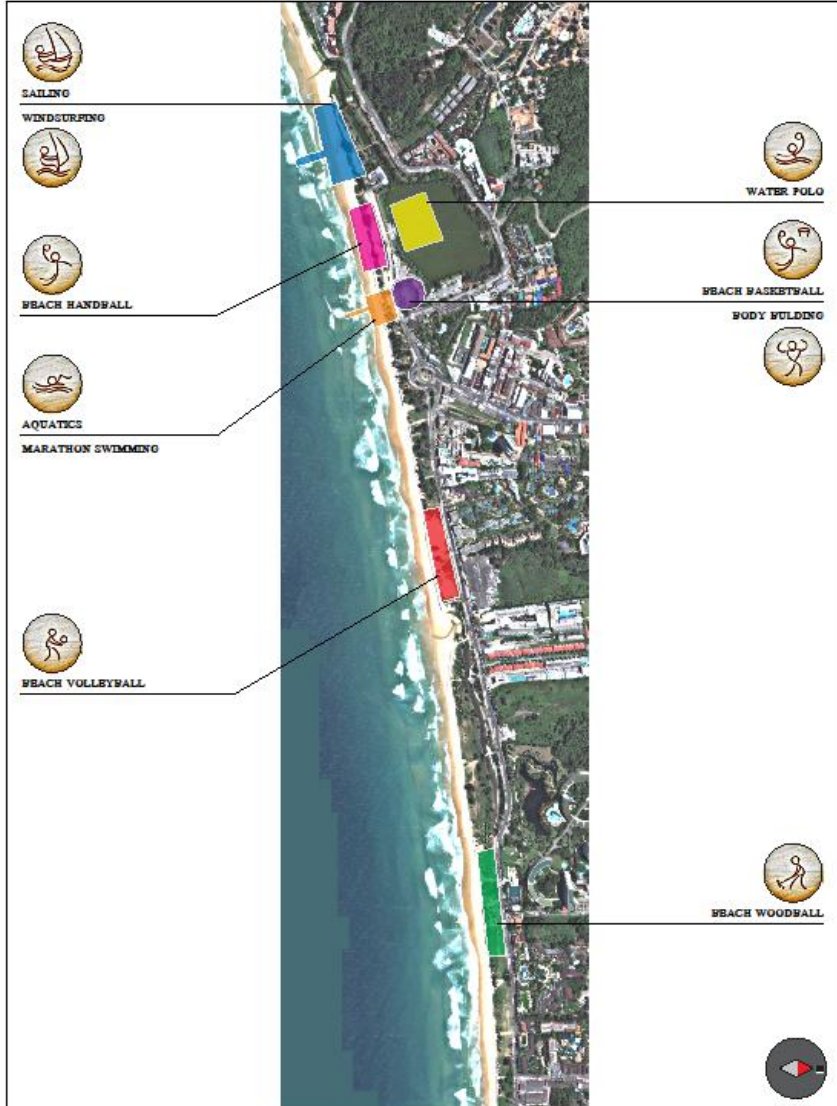 SAILING
WINDSURFING
BEACH HANDBALL
AQUATICS
MARATHON SWIMMING
BEACH VOLLEYBALL
WATER POLO
BEACH BASKETBALL
BODY BULDING
BEACH WOODBALL